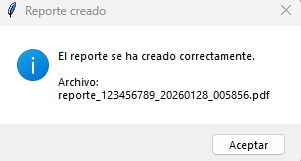 Reporte creado
El reporte se ha creado correctamente.
Archivo:
reporte_123456789_20260128_005856.pdf
Aceptar